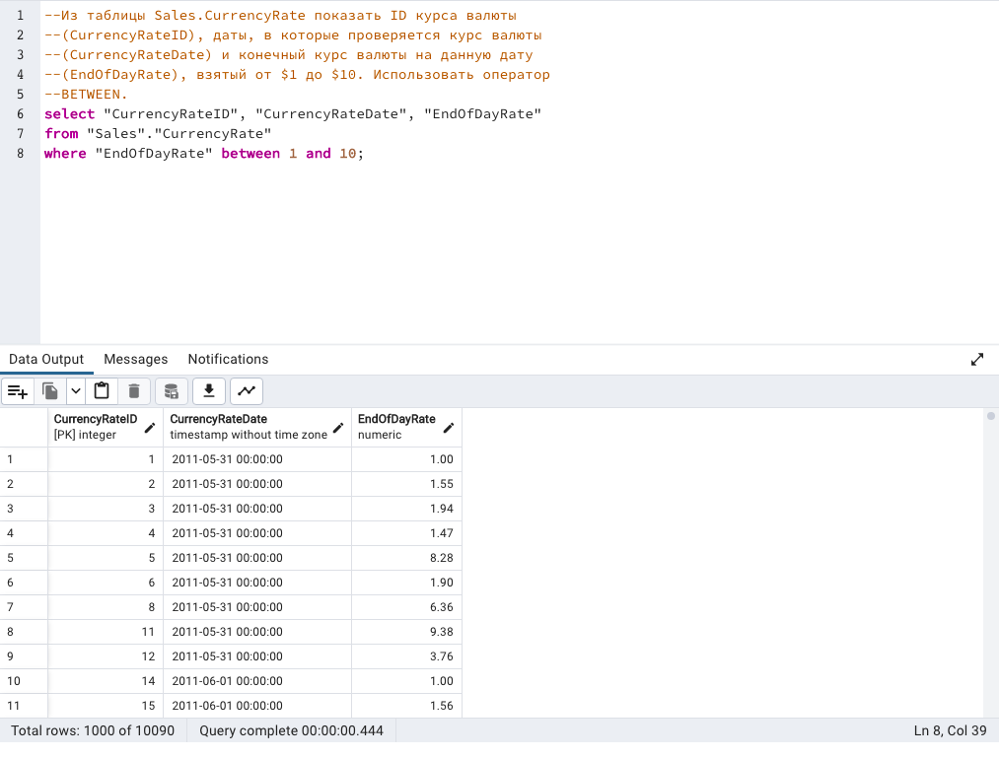 1 --Из таблицы Sales.CurrencyRate показать ID курса валюты
2 --(CurrencyRateID), даты, в которые проверяется курс валюты
3 --(CurrencyRateDate) и конечный курс валюты на данную дату
4 --(EndOfDayRate), взятый от $1 до $10. Использовать оператор
5 --BETWEEN.
6 select "CurrencyRateID", "CurrencyRateDate", "EndOfDayRate"
7 from "Sales"."CurrencyRate"
8 where "EndOfDayRate" between 1 and 10;
Data Output Messages Notifications
CurrencyRateID CurrencyRateDate EndOfDayRate
[PK] integer timestamp without time zone numeric
1 1 2011-05-31 00:00:00 1.00
2 2 2011-05-31 00:00:00 1.55
3 3 2011-05-31 00:00:00 1.94
4 4 2011-05-31 00:00:00 1.47
5 5 2011-05-31 00:00:00 8.28
6 6 2011-05-31 00:00:00 1.90
7 8 2011-05-31 00:00:00 6.36
8 11 2011-05-31 00:00:00 9.38
9 12 2011-05-31 00:00:00 3.76
10 14 2011-06-01 00:00:00 1.00
11 15 2011-06-01 00:00:00 1.56
Total rows: 1000 of 10090 Query complete 00:00:00.444 Ln 8, Col 39